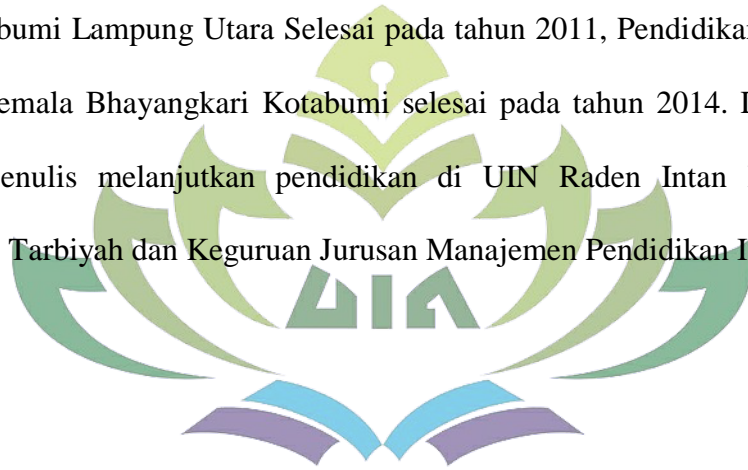 bumi Lampung Utara Selesai pada tahun 2011, Pendidikan
emala Bhayangkari Kotabumi selesai pada tahun 2014.
enulis melanjutkan pendidikan di UIN Raden Intan
Tarbiyah dan Keguruan Jurusan Manajemen Pendidikan I
UIN